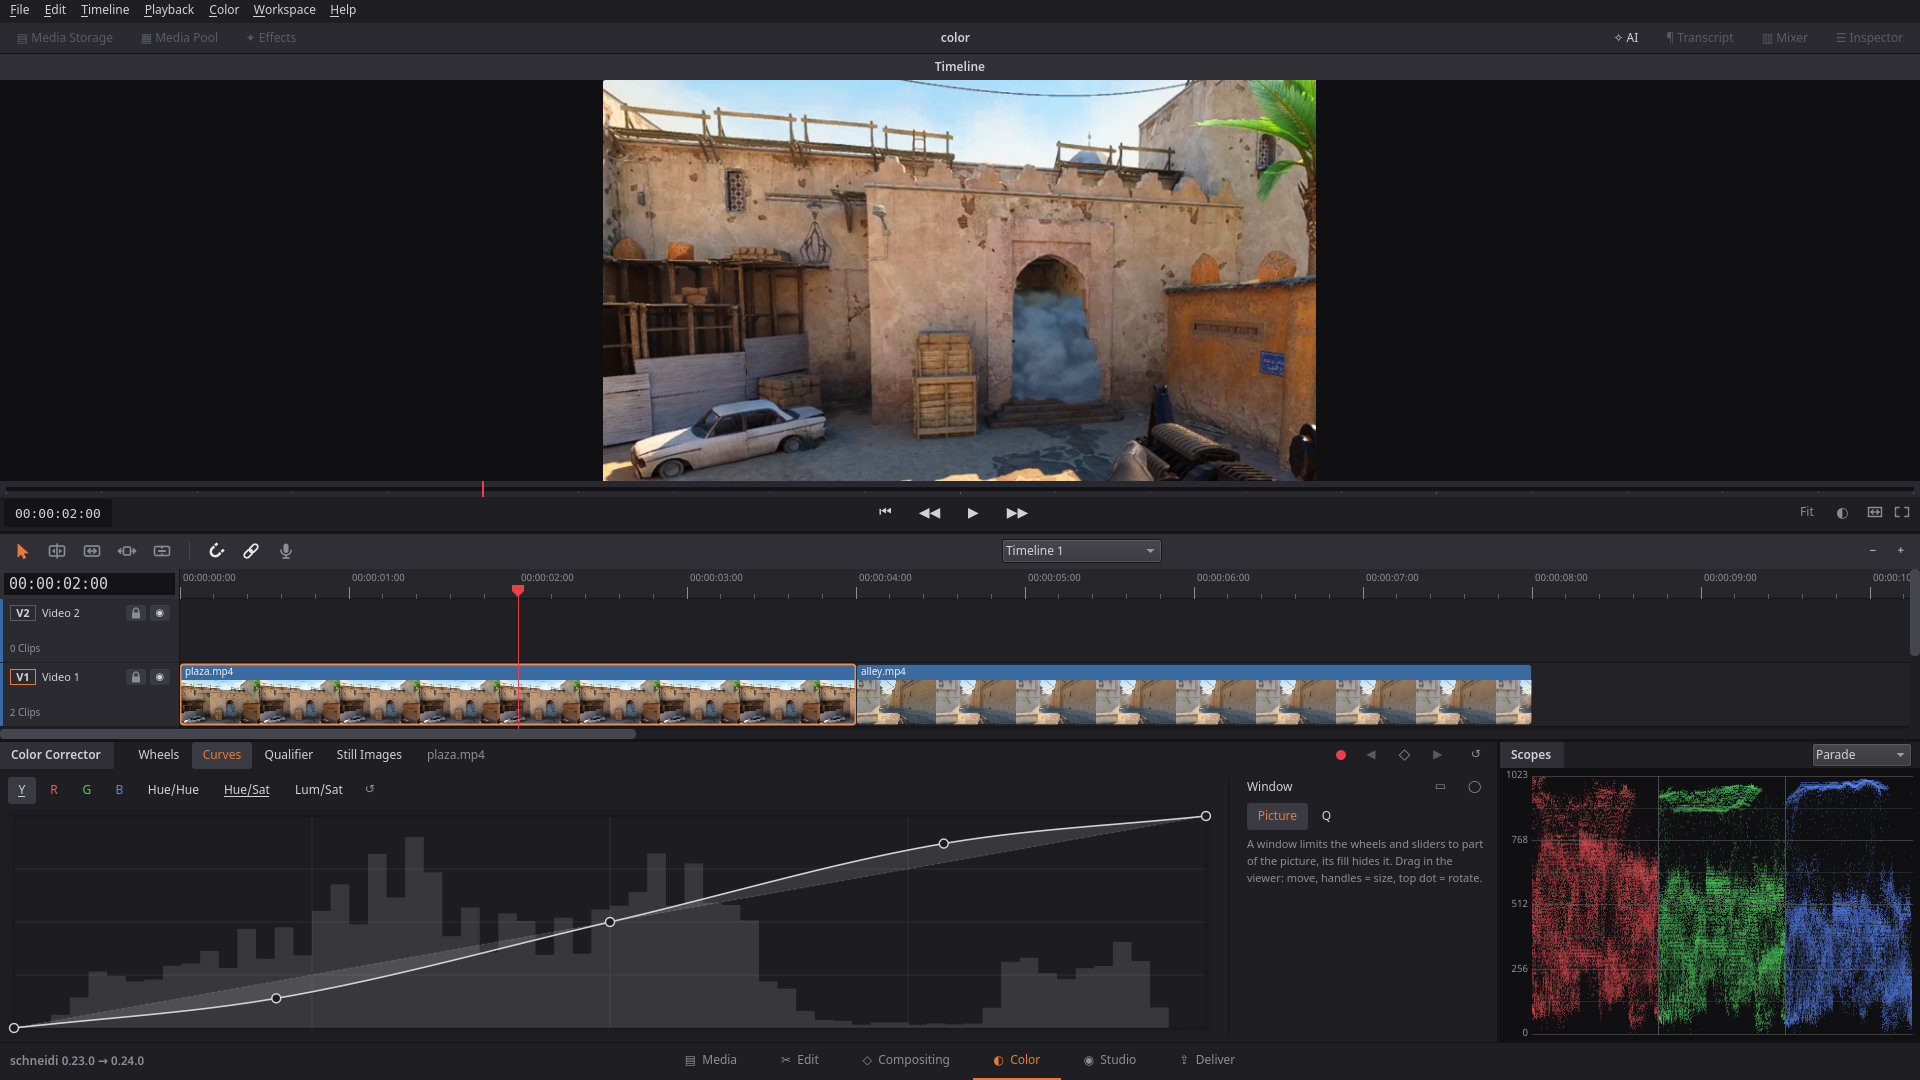 File Edit Timeline Playback Color Workspace Help
Media Storage Media Pool Effects color AI Transcript Mixer Inspector
Timeline
00:00:02:00 Fit
Timeline 1
00:00:02:00 00:00:00:00 00:00:01:00 00:00:02:00 00:00:03:00 00:00:04:00 00:00:05:00 00:00:06:00 00:00:07:00 00:00:08:00 00:00:09:00 00:00:10
V2 Video 2
0 Clips
V1 Video 1 plaza.mp4 alley.mp4
2 Clips
Color Corrector Wheels Curves Qualifier Still Images plaza.mp4 Scopes Parade
Y R G B Hue/Hue Hue/Sat Lum/Sat
Window
Picture Q
A window limits the wheels and sliders to part
of the picture, its fill hides it. Drag in the
viewer: move, handles = size, top dot = rotate.
1023
768
512
256
0
schneidi 0.23.0 → 0.24.0 Media Edit Compositing Color Studio Deliver